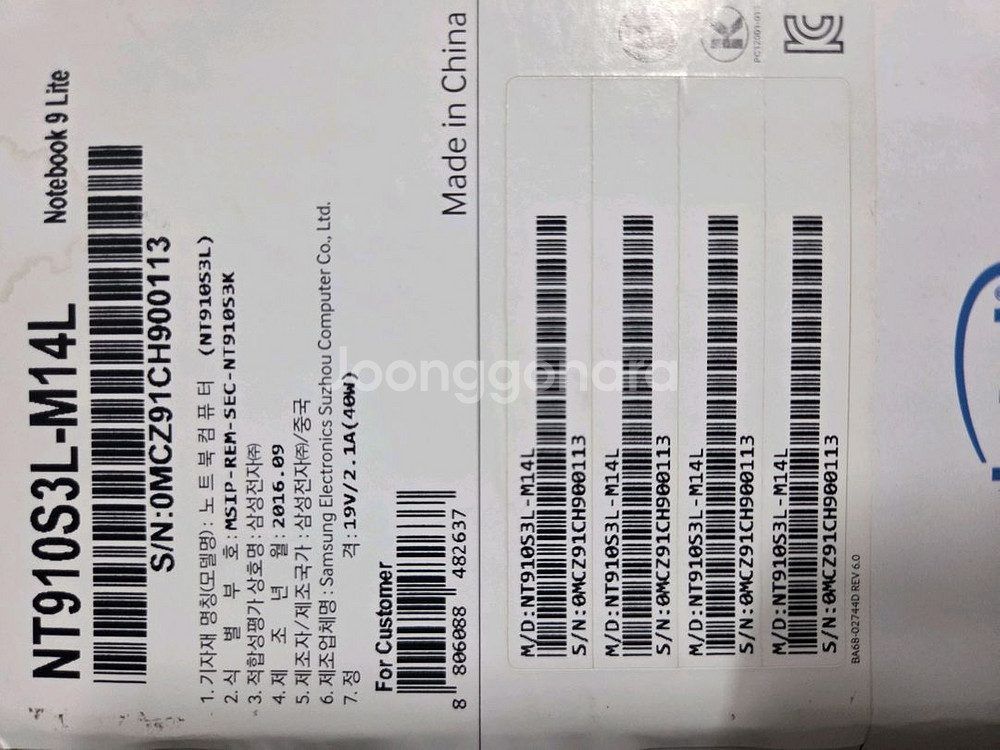 NT910S3L-M14L
Notebook 9 Lite
S/N:0MCZ91CH900113
1. 기자재 명칭(모델명) : 노 트 북 컴 퓨 터 (NT910S3L)
2. 식 별 부 호 : MSIP-REM-SEC-NT910S3K
3. 적합성평가 상호명 : 삼성전자㈜
4. 제 조 년 월 : 2016.09
5. 제조자/제조국가 : 삼성전자㈜/중국
6. 제조업체명 : Samsung Electronics Suzhou Computer Co., Ltd.
7. 정 격 : 19V/2.1A(40W)
For Customer
8 806088 482637
Made in China
M/D:NT910S3L-M14L
S/N:0MCZ91CH900113
M/D:NT910S3L-M14L
S/N:0MCZ91CH900113
M/D:NT910S3L-M14L
S/N:0MCZ91CH900113
M/D:NT910S3L-M14L
S/N:0MCZ91CH900113
BA68-02744D REV 6.0
joonggonara